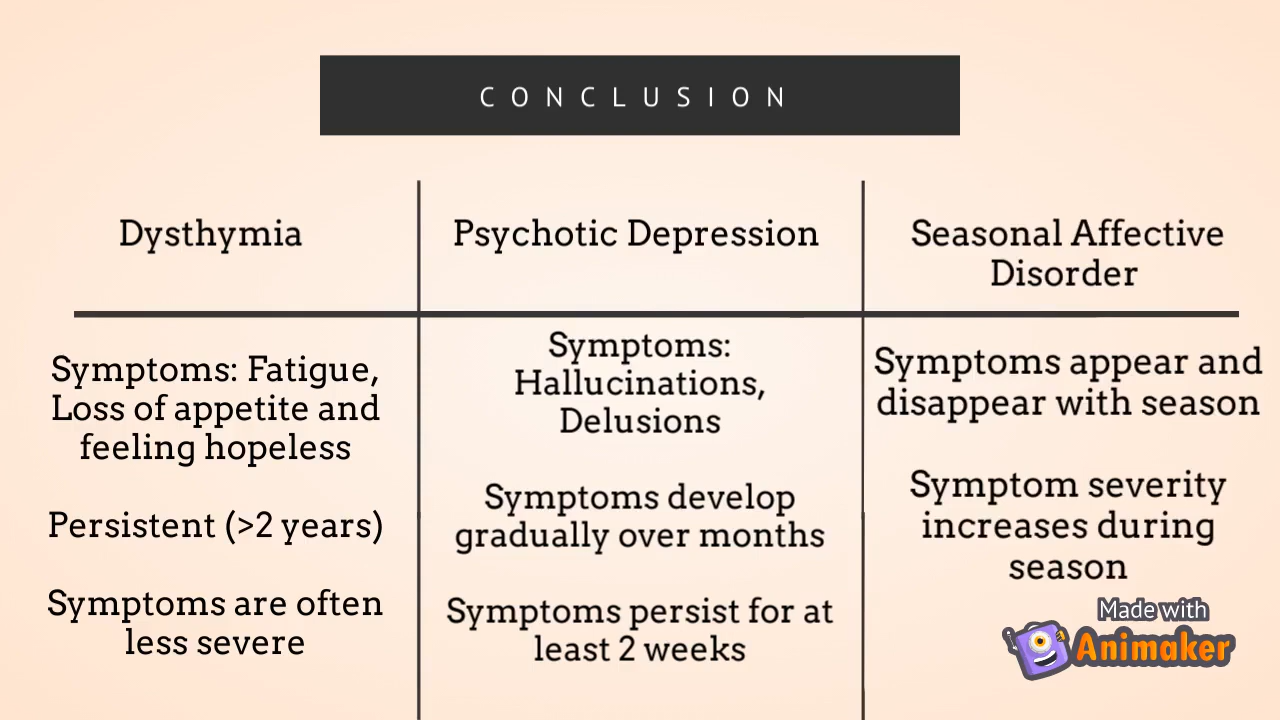 CONCLUSION
Dysthymia
Psychotic Depression
Seasonal Affective
Disorder
Symptoms: Fatigue,
Loss of appetite and
feeling hopeless
Persistent (>2 years)
Symptoms are often
less severe
Symptoms:
Hallucinations,
Delusions
Symptoms develop
gradually over months
Symptoms persist for at
least 2 weeks
Symptoms appear and
disappear with season
Symptom severity
increases during
season
Made with
Animaker